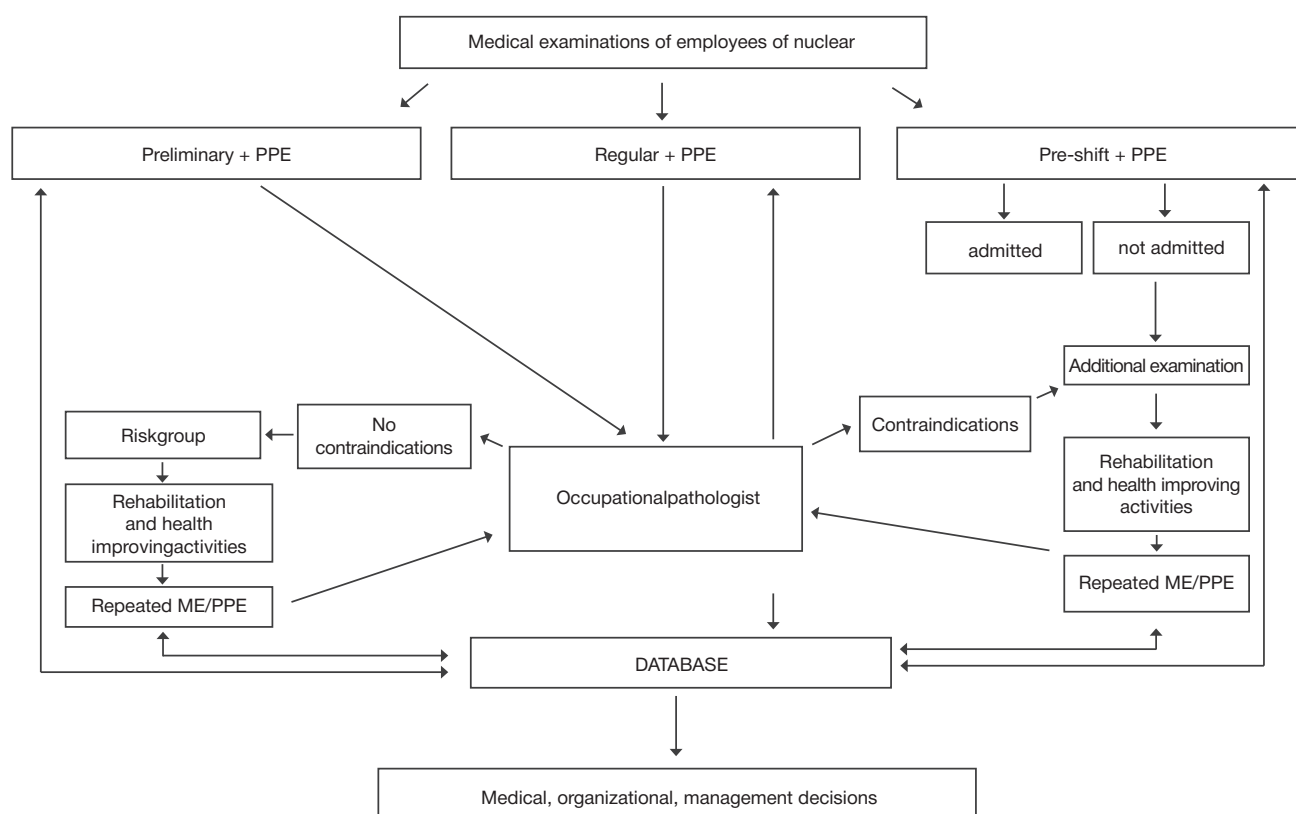 Medical examinations of employees of nuclear
Preliminary + PPE
Regular + PPE
Pre-shift + PPE
admitted
not admitted
Additional examination
Contraindications
No
contraindications
Riskgroup
Rehabilitation
and health
improvingactivities
Occupationalpathologist
Rehabilitation
and health improving
activities
Repeated ME/PPE
Repeated ME/PPE
DATABASE
Medical, organizational, management decisions